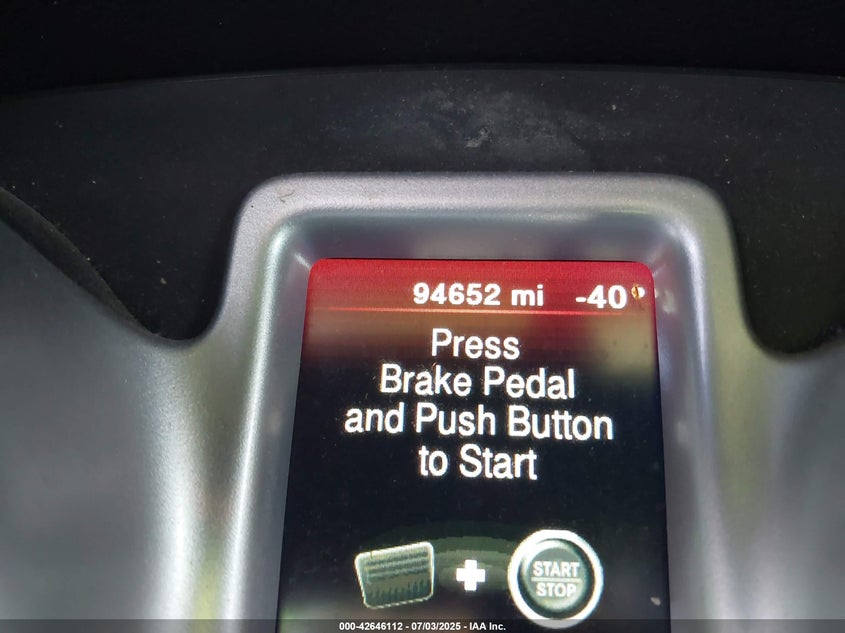 94652 mi -40°
Press
Brake Pedal
and Push Button
to Start
START
STOP
000-42646112 - 07/03/2025 - IAA Inc.